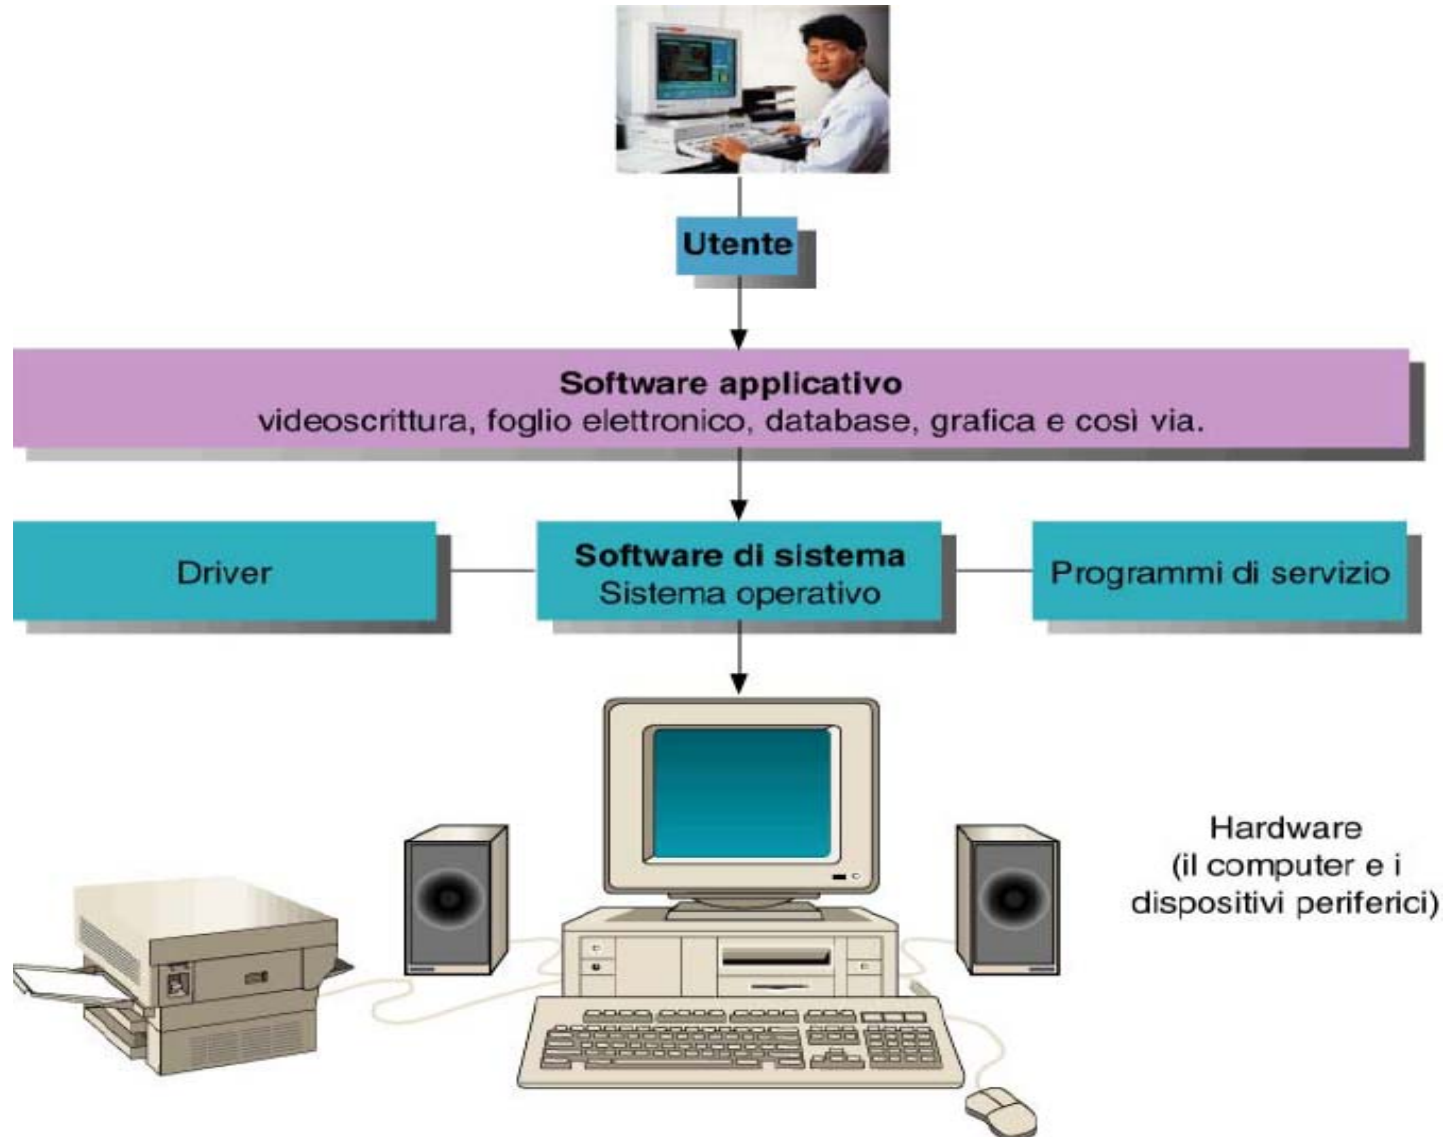 Utente
Software applicativo
videoscrittura, foglio elettronico, database, grafica e così via.
Driver
Software di sistema
Sistema operativo
Programmi di servizio
Hardware
(il computer e i
dispositivi periferici)